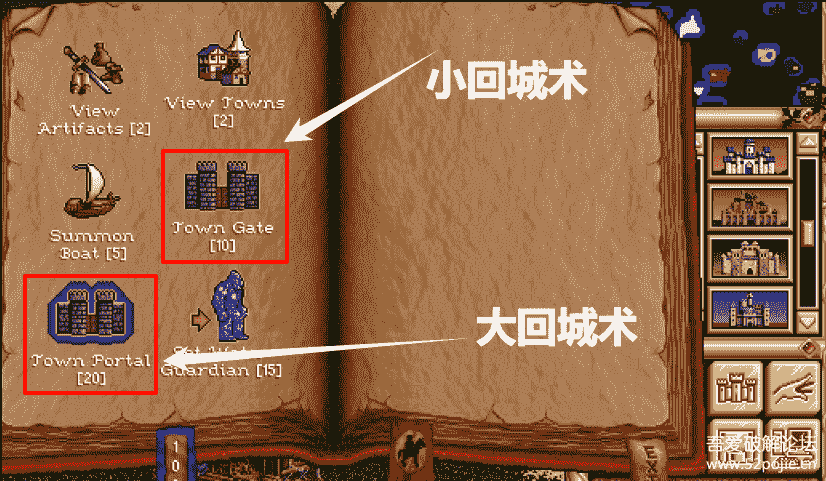 View
Artifacts [2]
View Towns
[2]
小回城术
Summon
Boat [5]
Town Gate
[10]
大回城术
Town Portal
[20]
Guardian [15]
10
吾爱破解论坛
www.52pojie.cn